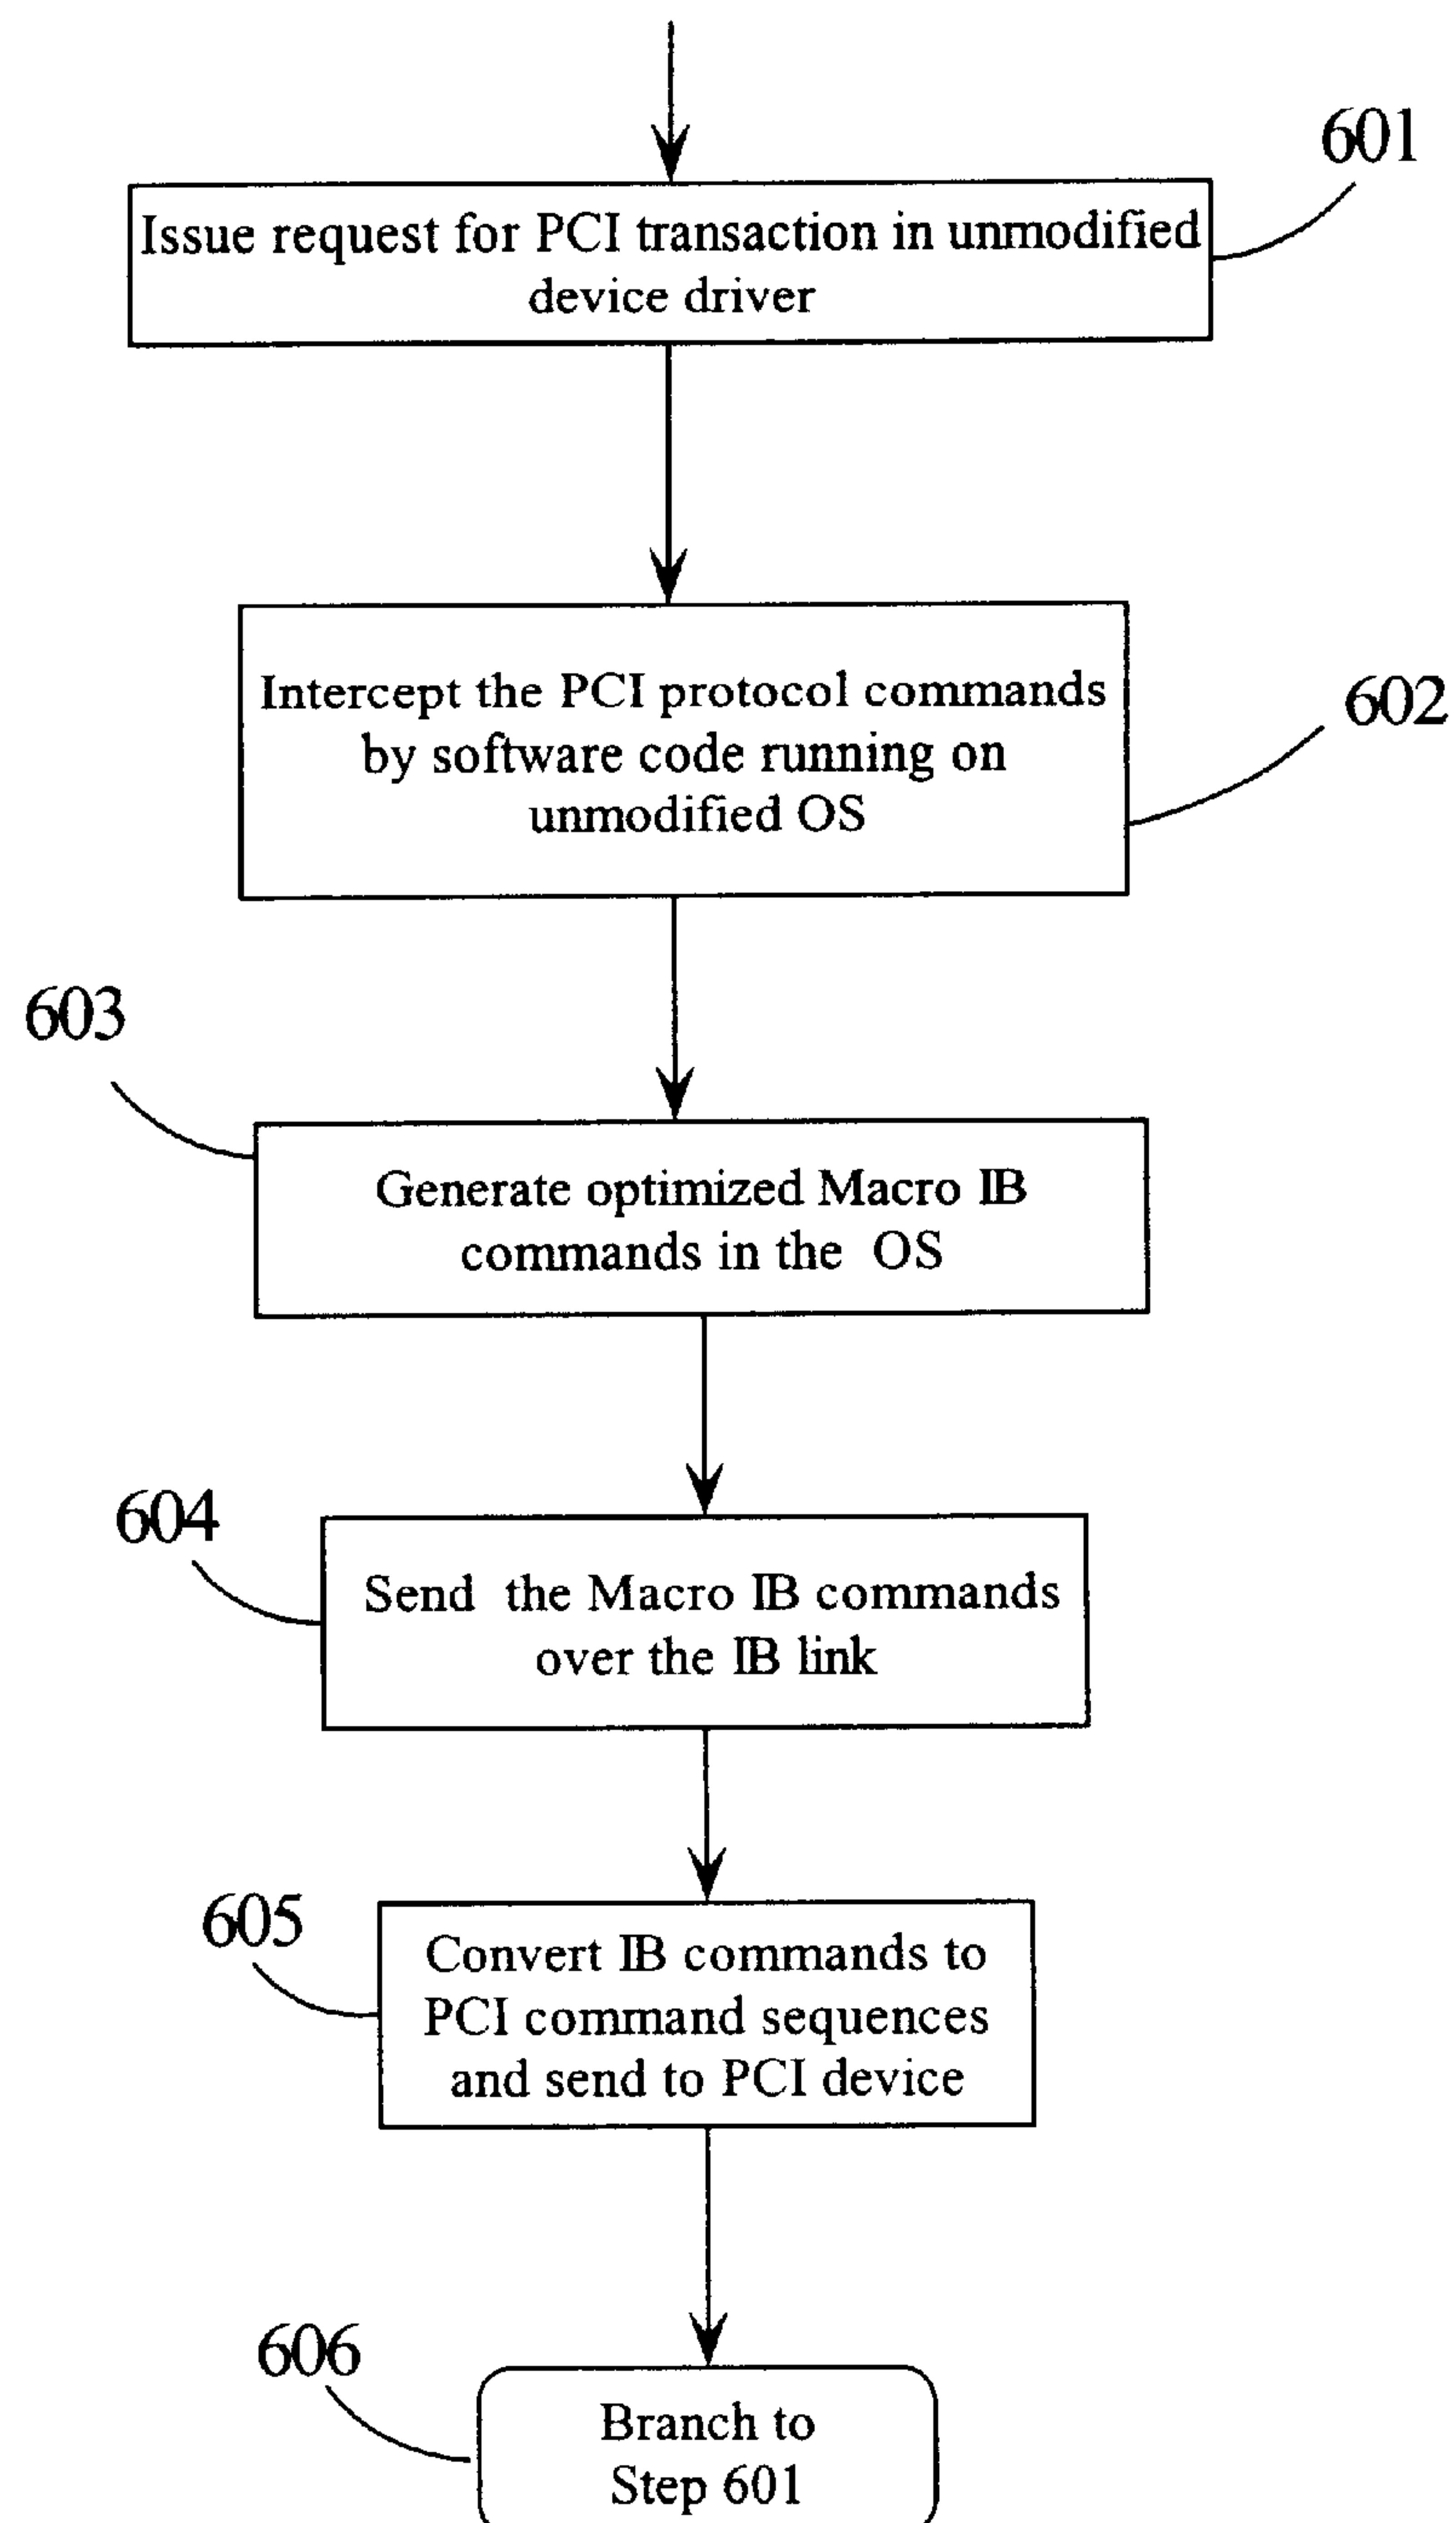 601
Issue request for PCI transaction in unmodified
device driver
Intercept the PCI protocol commands
by software code running on
unmodified OS
602
603
Generate optimized Macro IB
commands in the OS
604
Send the Macro IB commands
over the IB link
605
Convert IB commands to
PCI command sequences
and send to PCI device
606
Branch to
Step 601